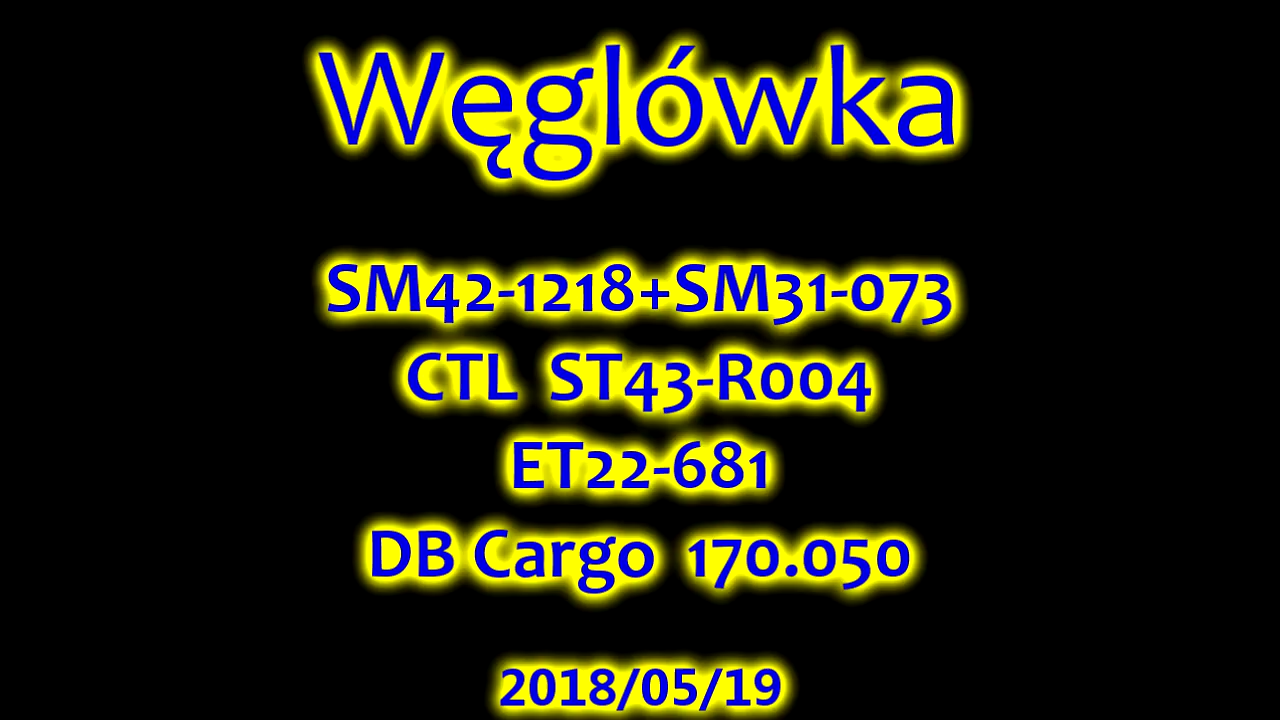 Węglówka
SM42-1218+SM31-073
CTL ST43-R004
ET22-681
DB Cargo 170.050
2018/05/19